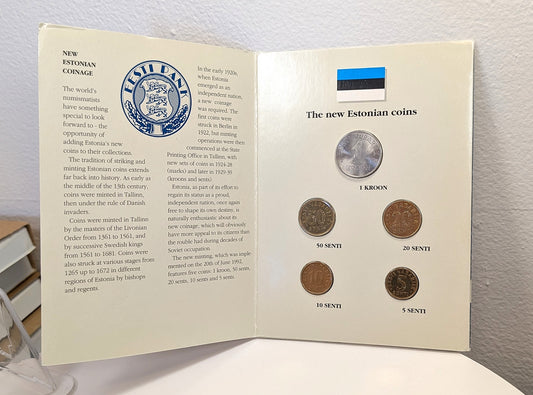 NEW
ESTONIAN
COINAGE
The world's
numismatists
have something
special to look
forward to - the
opportunity of
adding Estonia's new
coins to their collections.
The tradition of striking and
minting Estonian coins extends
far back into history. As early as
the middle of the 13th century,
coins were minted in Tallinn,
then under the rule of Danish
invaders.
Coins were minted in Tallinn
by the masters of the Livonian
Order from 1361 to 1561, and
by successive Swedish kings
from 1561 to 1681. Coins were
also struck at various stages from
1265 up to 1672 in different
regions of Estonia by bishops
and regents.
EESTI PANK
In the early 1920s,
when Estonia
emerged as an
independent nation,
a new coinage
was required. The
first coins were
struck in Berlin in
1922, but minting
operations were then
commenced at the State
Printing Office in Tallinn, with
new sets of coins in 1924-28
(marks) and later in 1929-39
(kroons and sents).
Estonia, as part of its effort to
regain its status as a proud,
independent nation, once again
free to shape its own destiny, is
naturally enthusiastic about its
new coinage, which will obviously
have more appeal to its citizens than
the rouble had during decades of
Soviet occupation.
The new minting, which was imple-
mented on the 20th of June 1992,
features five coins: 1 kroon, 50 senti,
20 senti, 10 senti and 5 senti.
The new Estonian coins
1 KROON
50 SENTI
20 SENTI
10
10 SENTI
5
5 SENTI